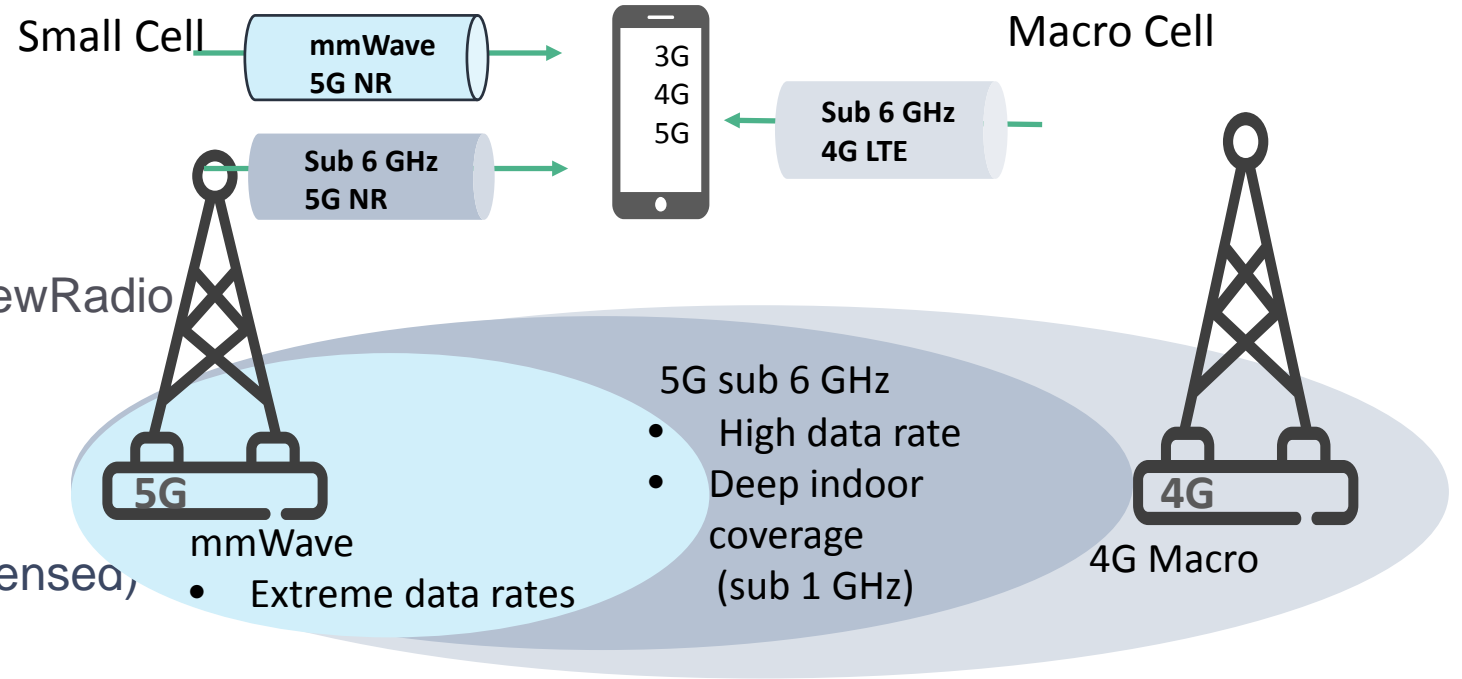 Small Cell
mmWave
5G NR
Sub 6 GHz
5G NR
3G
4G
5G
Macro Cell
Sub 6 GHz
4G LTE
ewRadio
5G sub 6 GHz
• High data rate
• Deep indoor
coverage
(sub 1 GHz)
5G
mmWave
• Extreme data rates
ensed)
4G
4G Macro